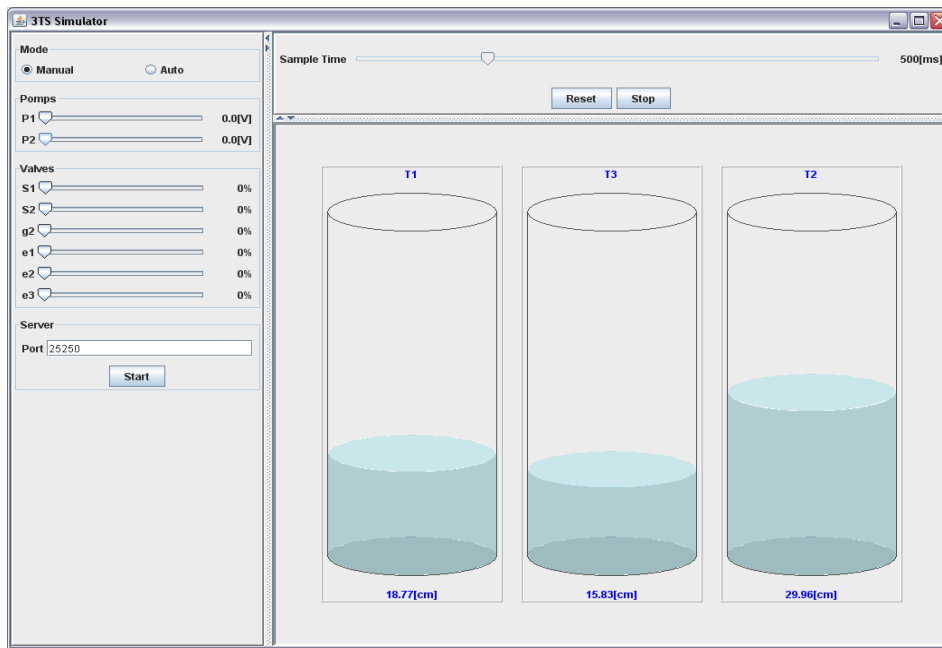 3TS Simulator
Mode
Manual Auto
Pomps
P1 0.0[V]
P2 0.0[V]
Valves
S1 0%
S2 0%
g2 0%
e1 0%
e2 0%
e3 0%
Server
Port 25250
Start
Sample Time 500[ms]
Reset Stop
T1 T3 T2
18.77[cm] 15.83[cm] 29.96[cm]